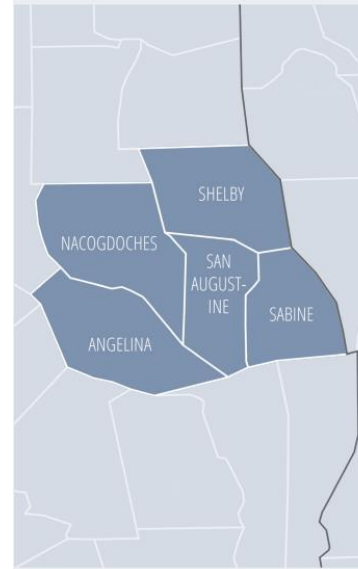 SHELBY
NACOGDOCHES
SAN
AUGUST-
INE
SABINE
ANGELINA